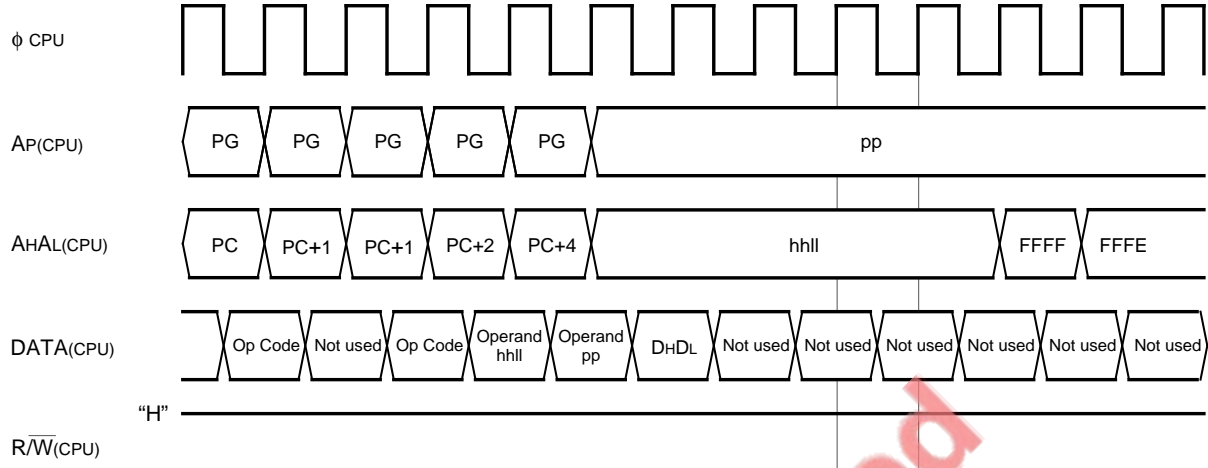 ϕ CPU
AP(CPU) PG PG PG PG PG pp
AHAL(CPU) PC PC+1 PC+1 PC+2 PC+4 hhll FFFF FFFE
DATA(CPU) Op Code Not used Op Code Operand hhll Operand pp DHDL Not used Not used Not used Not used Not used Not used
“H”
R/W(CPU)